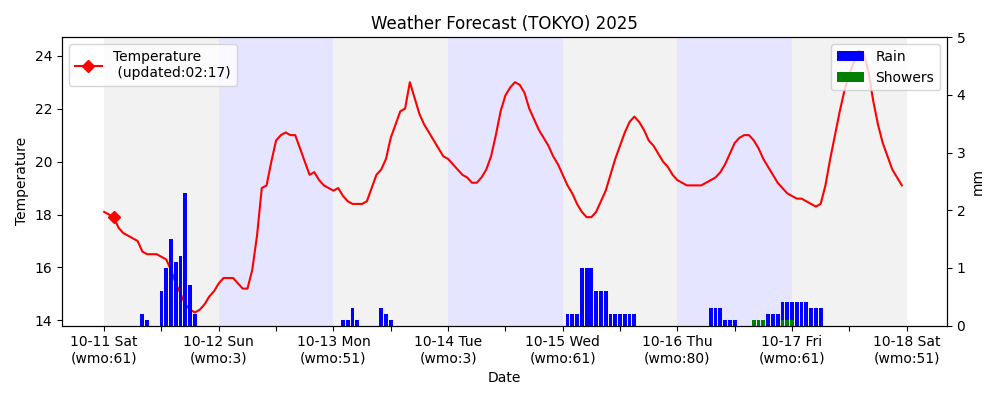 Weather Forecast (TOKYO) 2025
Temperature
(updated:02:17)
Rain
Showers
24
22
20
18
16
14
Temperature
5
4
3
2
1
0
mm
10-11 Sat
(wmo:61)
10-12 Sun
(wmo:3)
10-13 Mon
(wmo:51)
10-14 Tue
(wmo:3)
10-15 Wed
(wmo:61)
10-16 Thu
(wmo:80)
10-17 Fri
(wmo:61)
10-18 Sat
(wmo:51)
Date